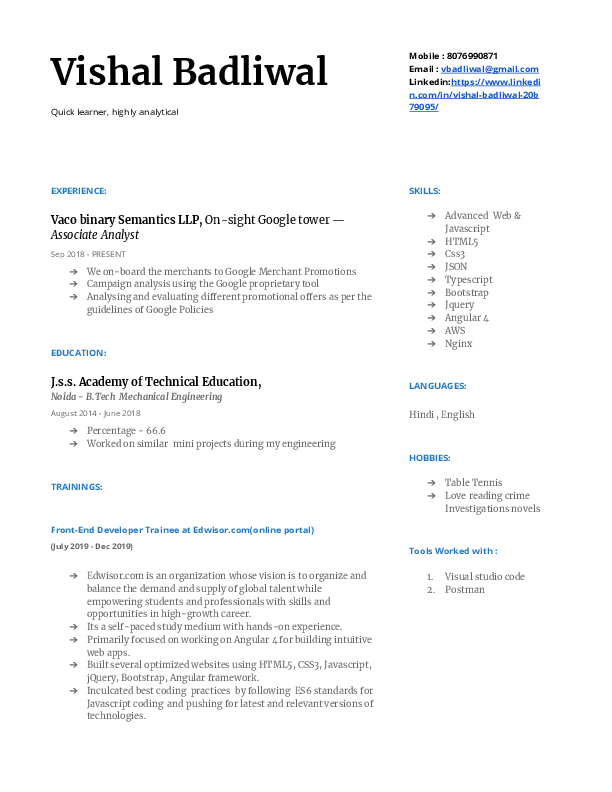 Vishal Badliwal
Quick learner, highly analytical
Mobile : 8076990871
Email : vbadliwal@gmail.com
Linkedin:https://www.linkedi
n.com/in/vishal-badliwal-20b
79095/
EXPERIENCE:
Vaco binary Semantics LLP, On-sight Google tower —
Associate Analyst
Sep 2018 - PRESENT
➔ We on-board the merchants to Google Merchant Promotions
➔ Campaign analysis using the Google proprietary tool
➔ Analysing and evaluating different promotional offers as per the
guidelines of Google Policies
EDUCATION:
J.s.s. Academy of Technical Education,
Noida - B.Tech Mechanical Engineering
August 2014 - June 2018
➔ Percentage - 66.6
➔ Worked on similar mini projects during my engineering
TRAININGS:
Front-End Developer Trainee at Edwisor.com(online portal)
(July 2019 - Dec 2019)
➔ Edwisor.com is an organization whose vision is to organize and
balance the demand and supply of global talent while
empowering students and professionals with skills and
opportunities in high-growth career.
➔ Its a self-paced study medium with hands-on experience.
➔ Primarily focused on working on Angular 4 for building intuitive
web apps.
➔ Built several optimized websites using HTML5, CSS3, Javascript,
jQuery, Bootstrap, Angular framework.
➔ Inculcated best coding practices by following ES6 standards for
Javascript coding and pushing for latest and relevant versions of
technologies.
SKILLS:
➔ Advanced Web &
Javascript
➔ HTML5
➔ Css3
➔ JSON
➔ Typescript
➔ Bootstrap
➔ Jquery
➔ Angular 4
➔ AWS
➔ Nginx
LANGUAGES:
Hindi , English
HOBBIES:
➔ Table Tennis
➔ Love reading crime
Investigations novels
Tools Worked with :
1. Visual studio code
2. Postman